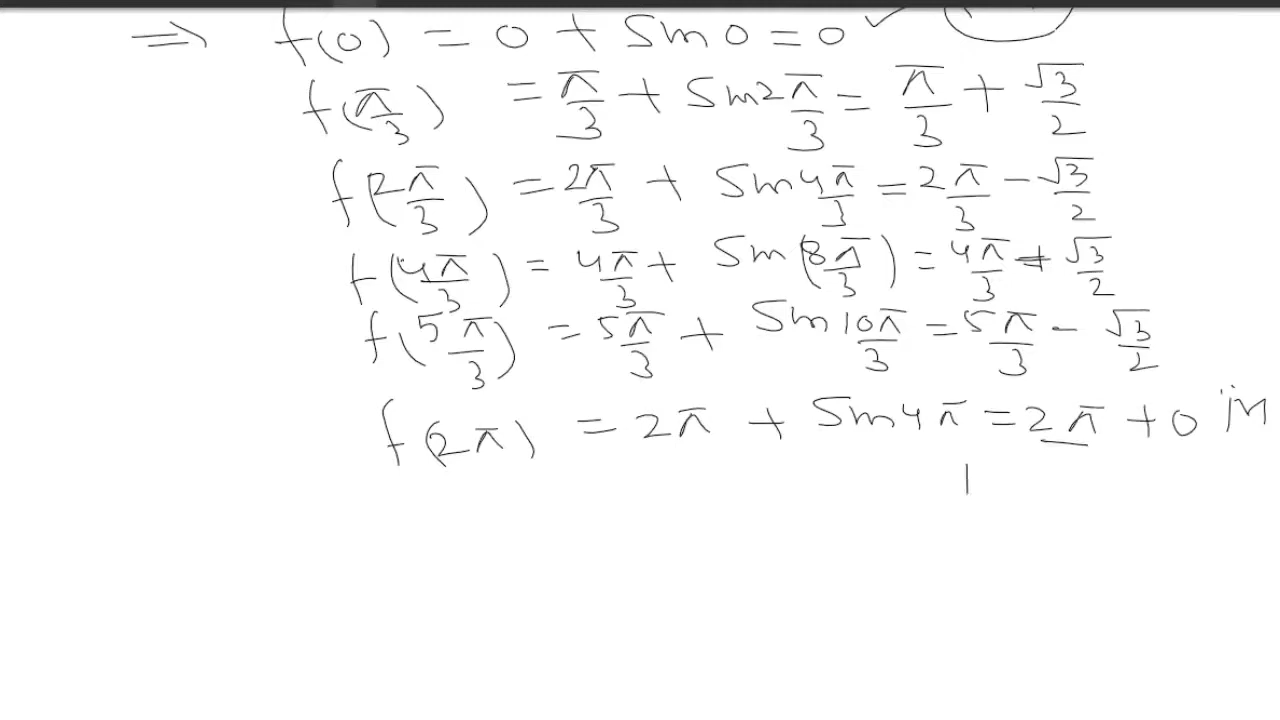 ⇒ f(0) = 0 + Sin 0 = 0 ✓
f(π/3) = π/3 + Sin 2π/3 = π/3 + √3/2
f(2π/3) = 2π/3 + Sin 4π/3 = 2π/3 - √3/2
f(4π/3) = 4π/3 + Sin(8π/3) = 4π/3 + √3/2
f(5π/3) = 5π/3 + Sin 10π/3 = 5π/3 - √3/2
f(2π) = 2π + Sin 4π = 2π + 0